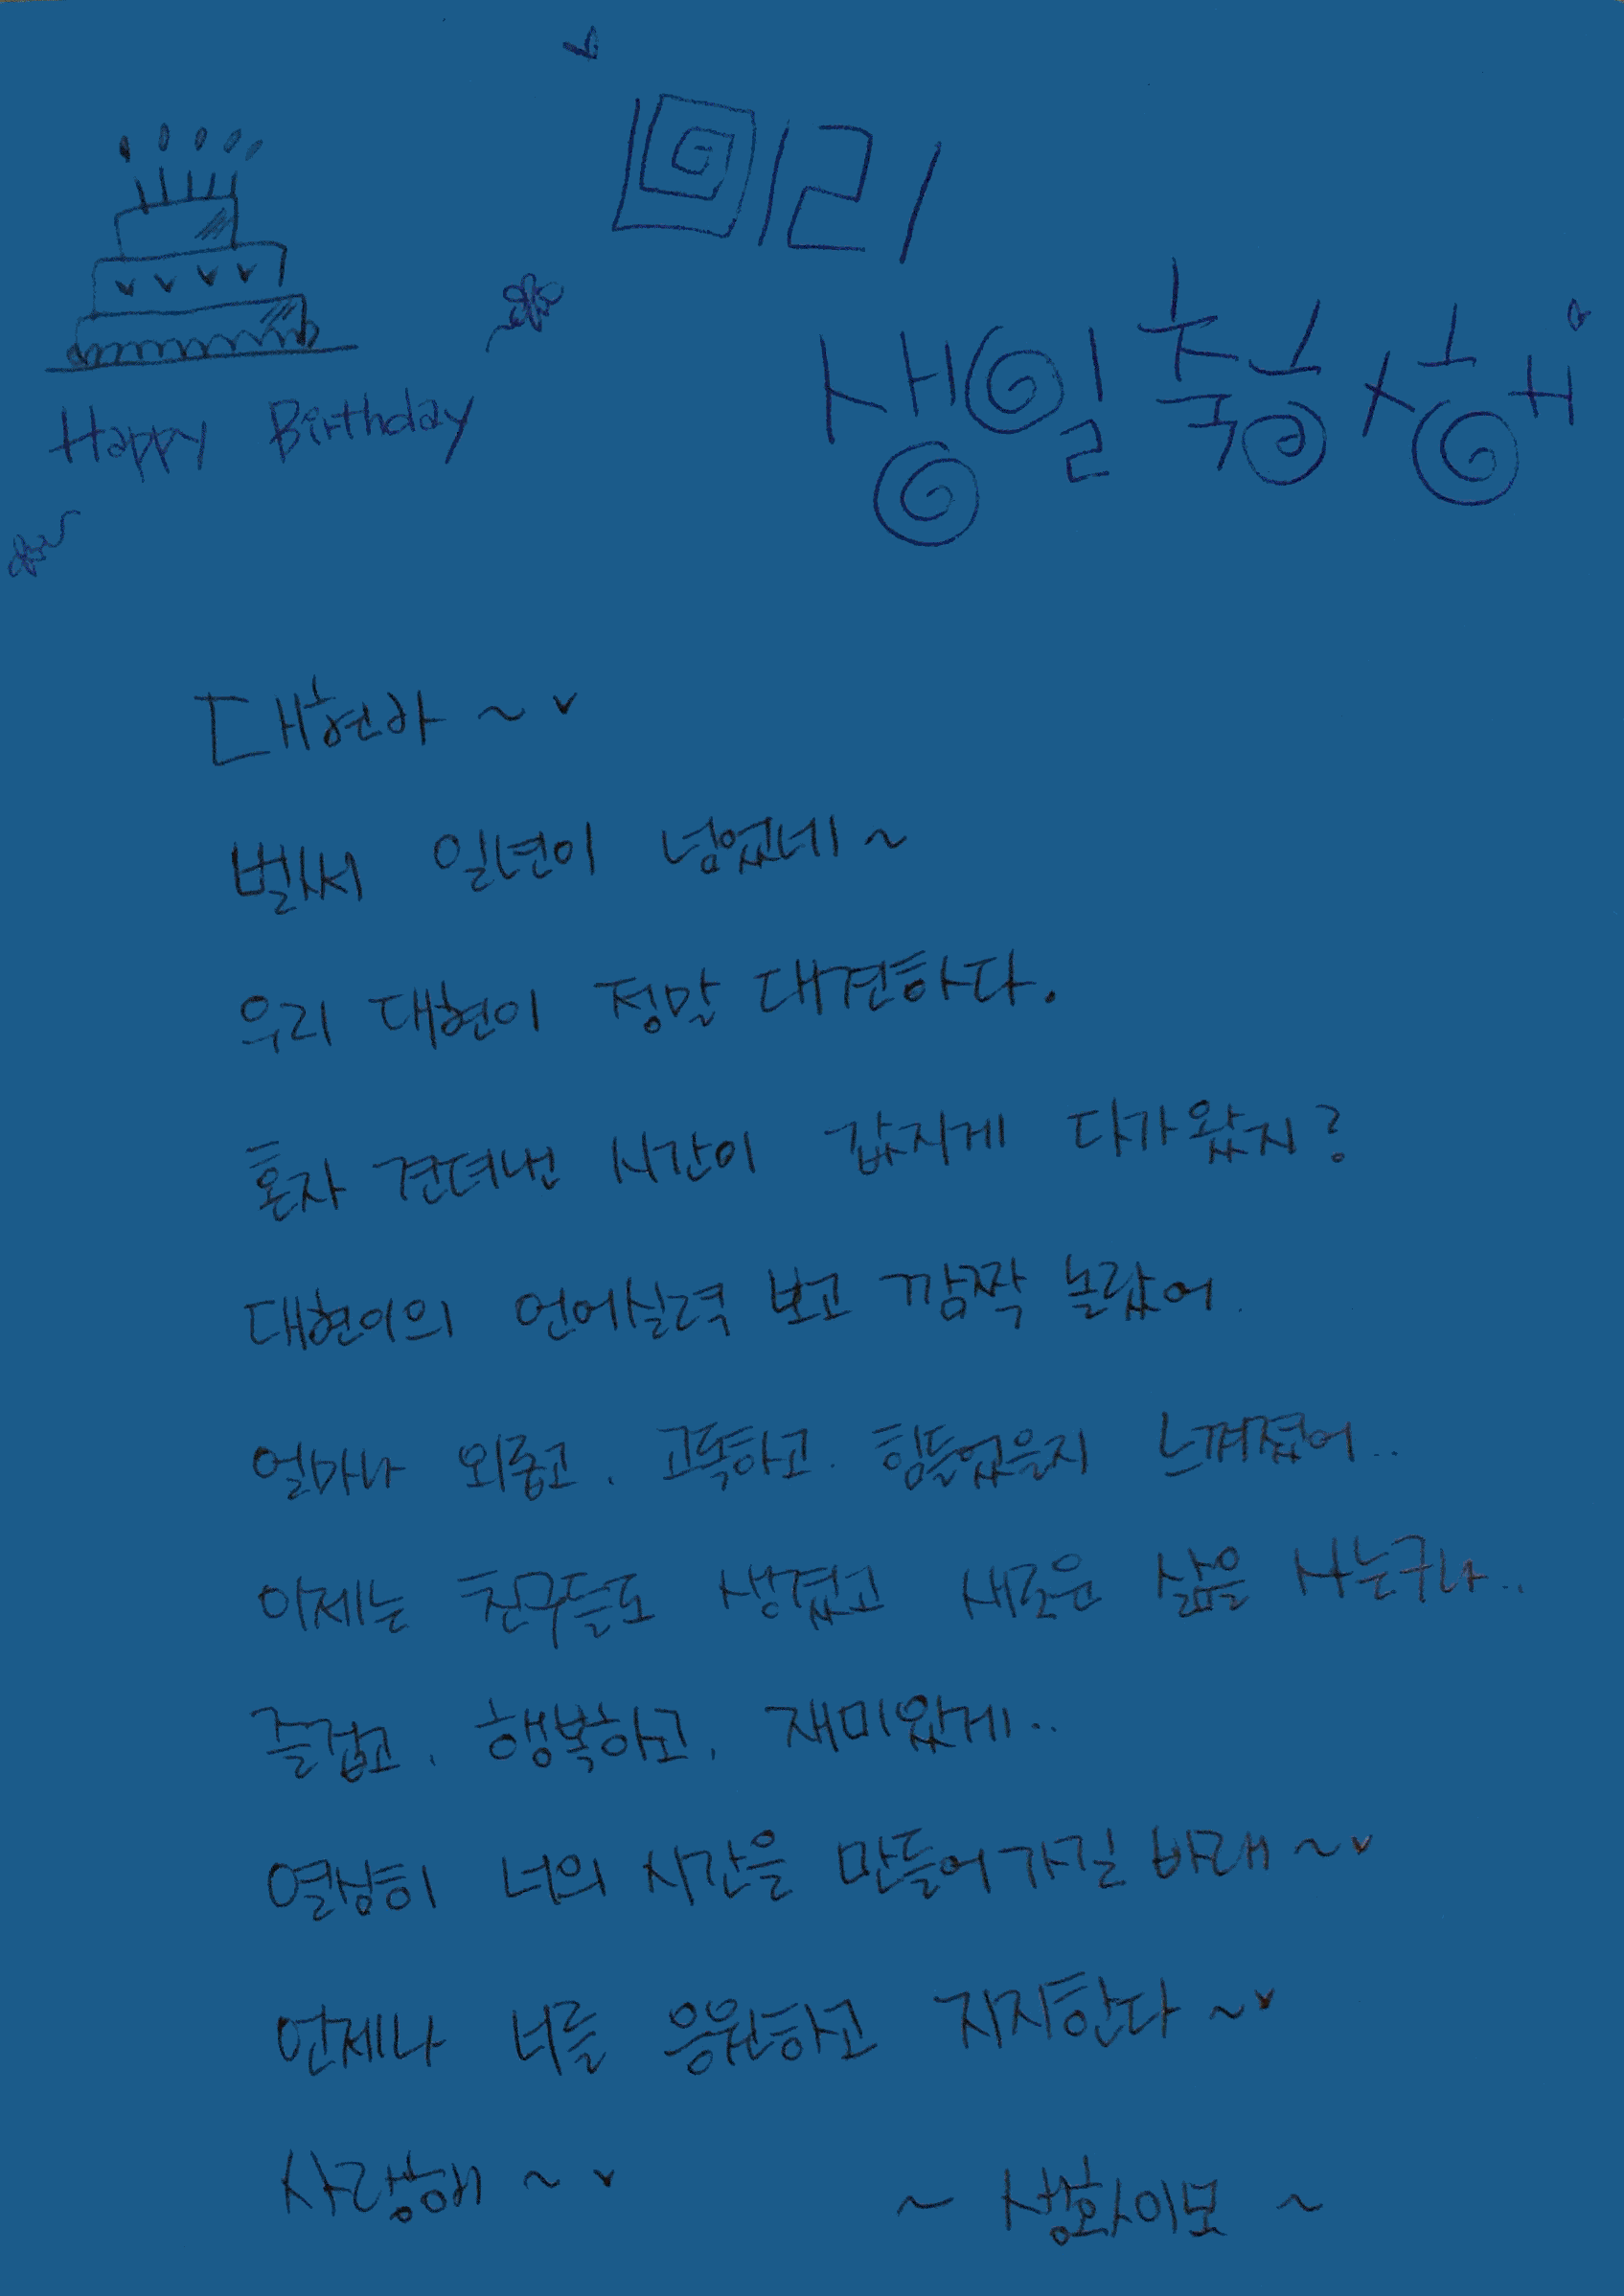 미리
생일 축하해
Happy Birthday
대현아~
벌써 일년이 넘었네~
우리 대현이 정말 대견하다.
혼자 견뎌낸 시간이 값지게 다가왔지?
대현이의 언어실력 보고 깜짝 놀랐어.
얼마나 외롭고, 고독하고, 힘들었을지 느껴졌어..
이제는 친구들도 생겼고 새로운 삶을 사는구나..
즐겁고, 행복하고, 재미있게..
열심히 너의 시간을 만들어가길 바래~
언제나 너를 응원하고 지지한다~
사랑해~
~ 성화이모 ~